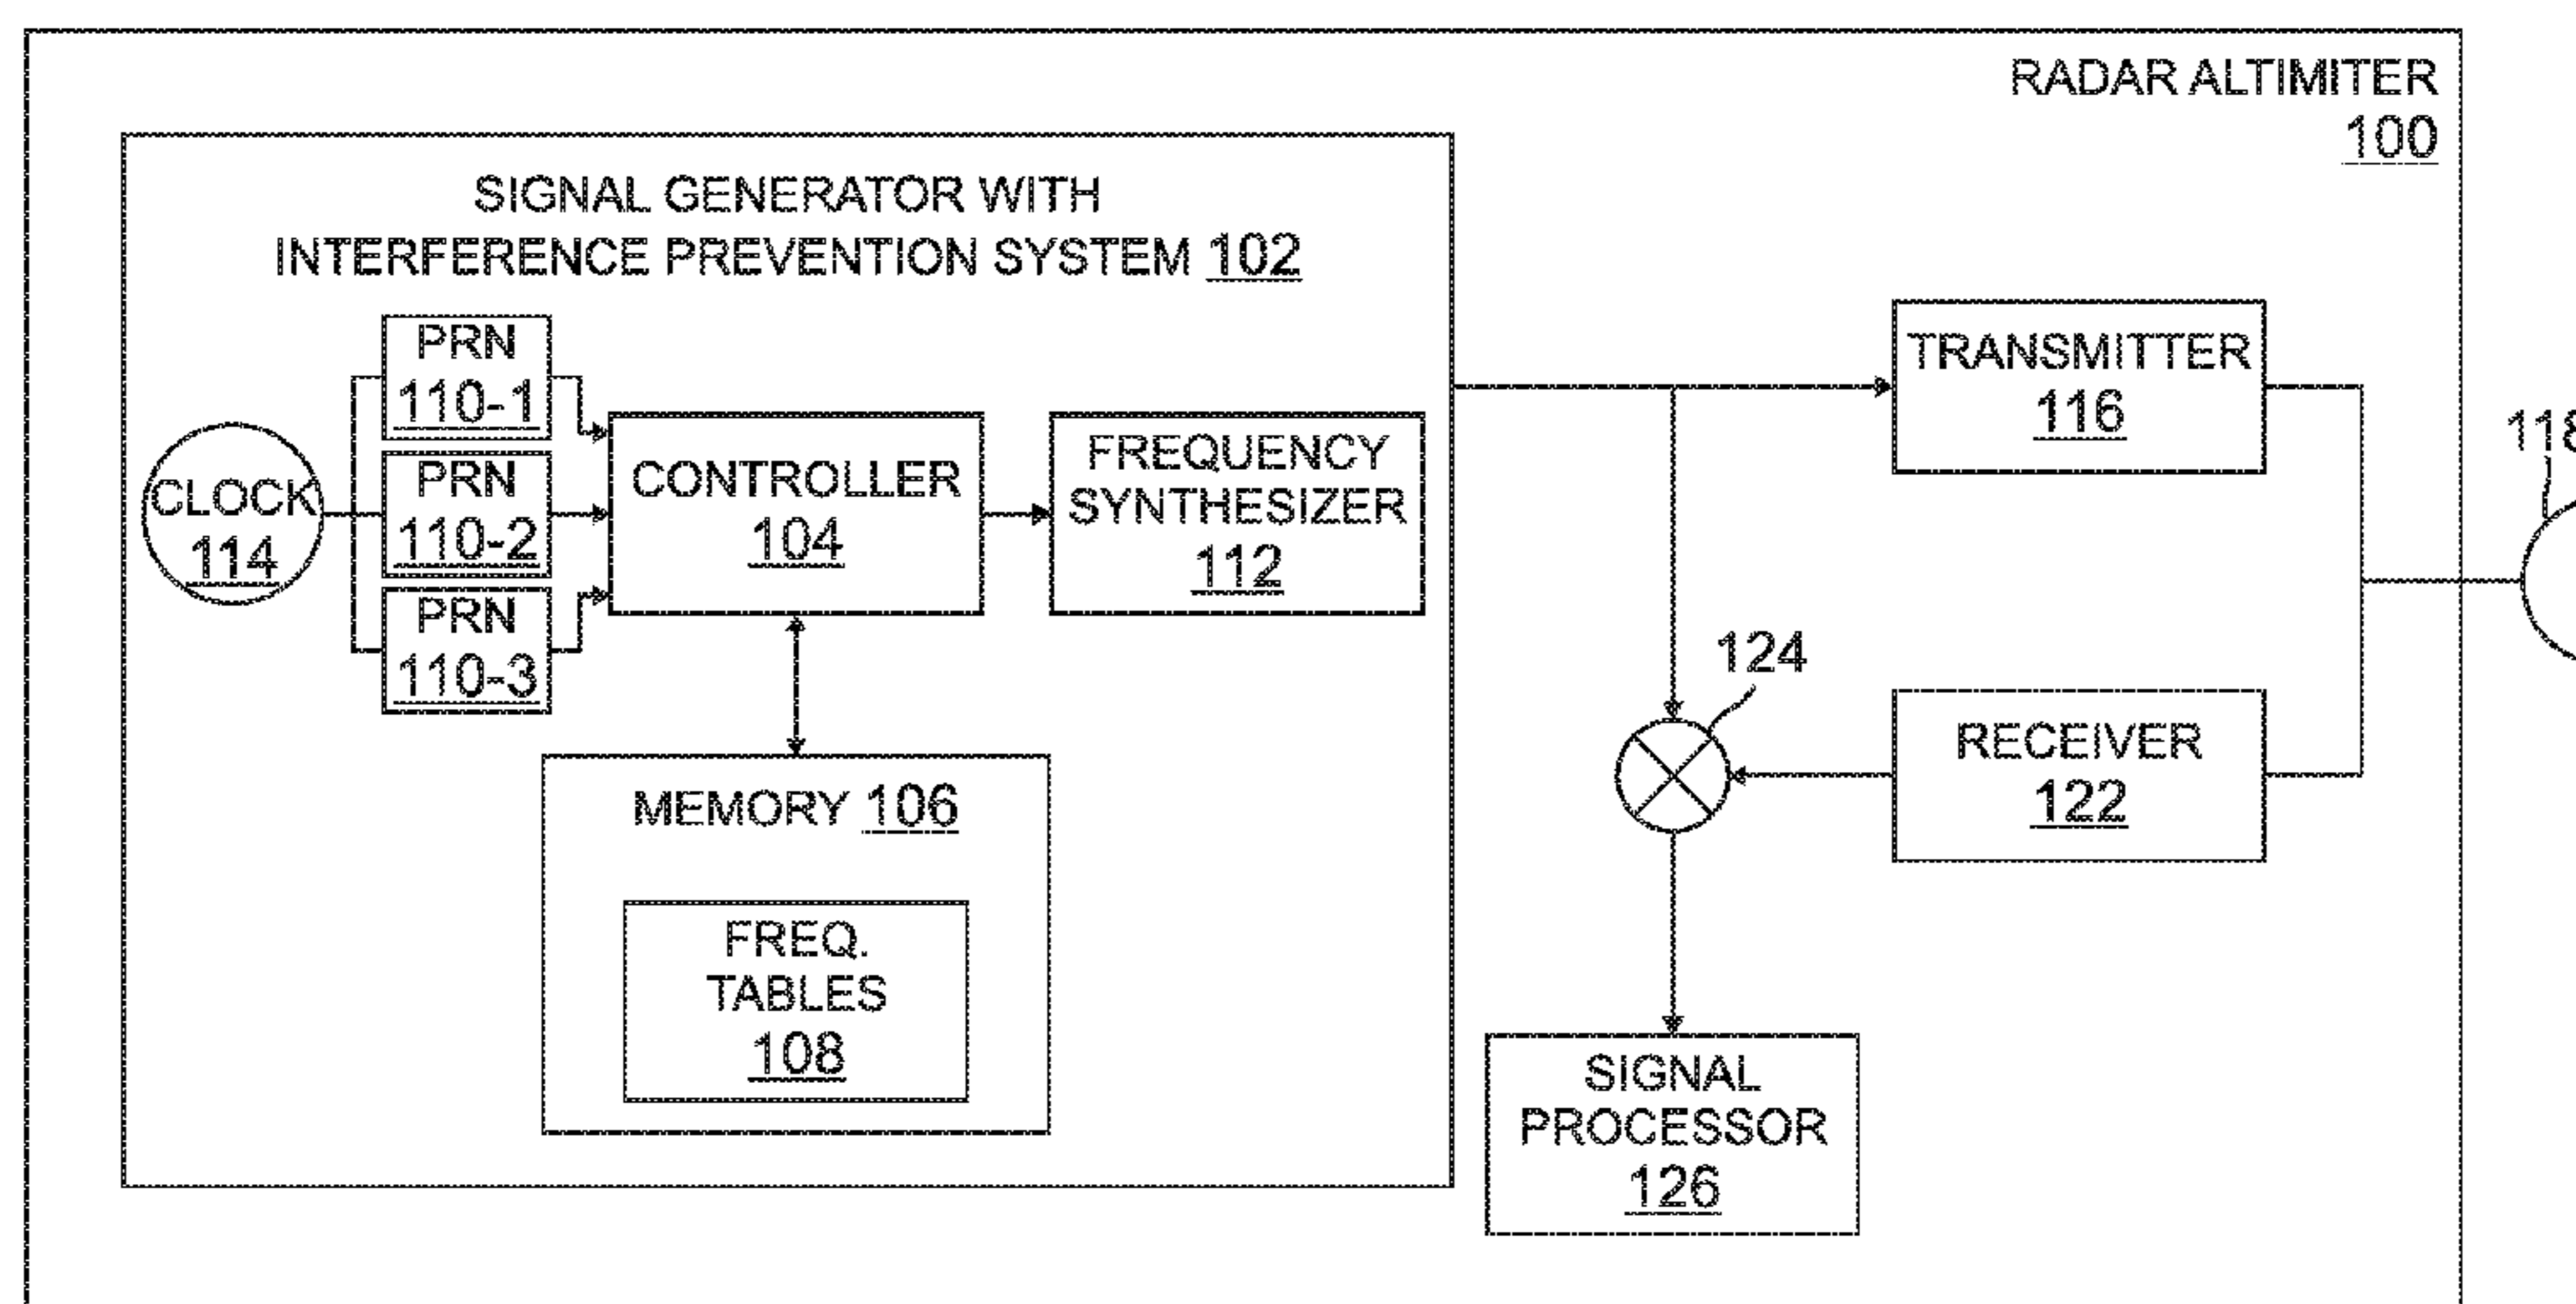 RADAR ALTIMITER
100
SIGNAL GENERATOR WITH
INTERFERENCE PREVENTION SYSTEM 102
PRN
110-1
PRN
110-2
PRN
110-3
CLOCK
114
CONTROLLER
104
FREQUENCY
SYNTHESIZER
112
MEMORY 106
FREQ.
TABLES
108
TRANSMITTER
116
118
124
RECEIVER
122
SIGNAL
PROCESSOR
126